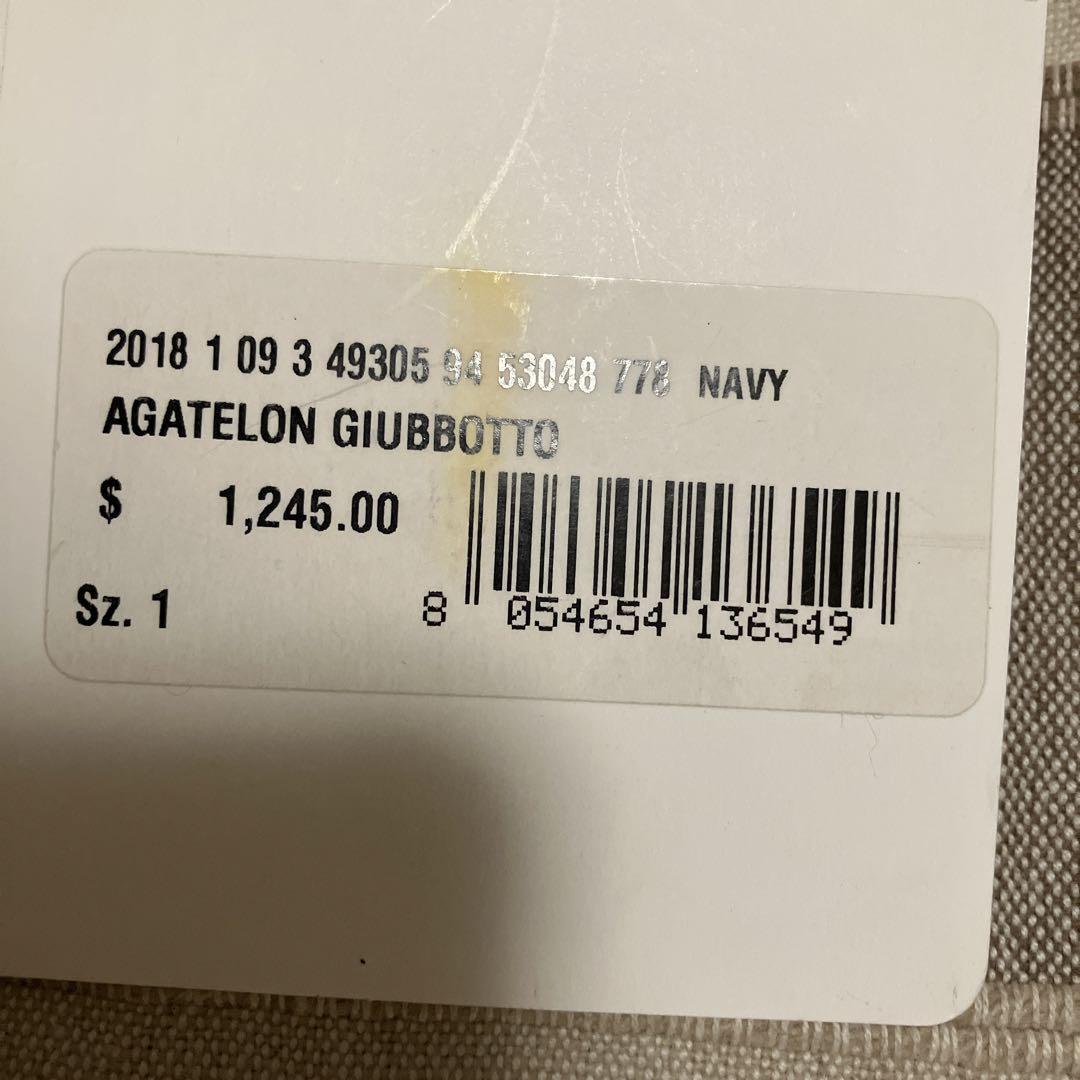 2018 1 09 3 49305 94 53048 778 NAVY
AGATELON GIUBBOTTO
$ 1,245.00
Sz. 1
8 054654 136549